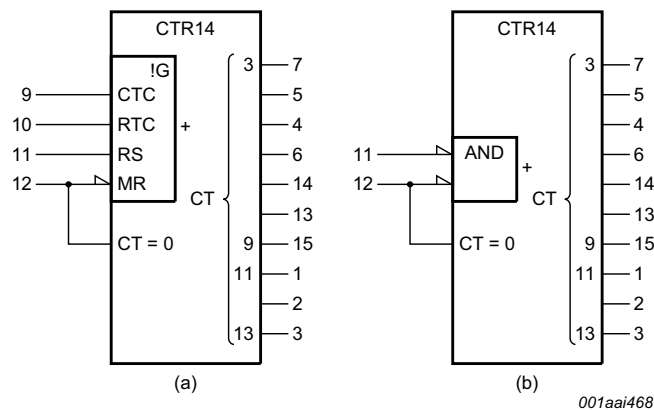 CTR14
!G
9 CTC
10 RTC
11 RS
12 MR
+
CT = 0
CT
3 7
5
4
6
14
13
9 15
11 1
2
13 3
(a)
CTR14
11 AND
12
+
CT = 0
CT
3 7
5
4
6
14
13
9 15
11 1
2
13 3
(b)
001aai468